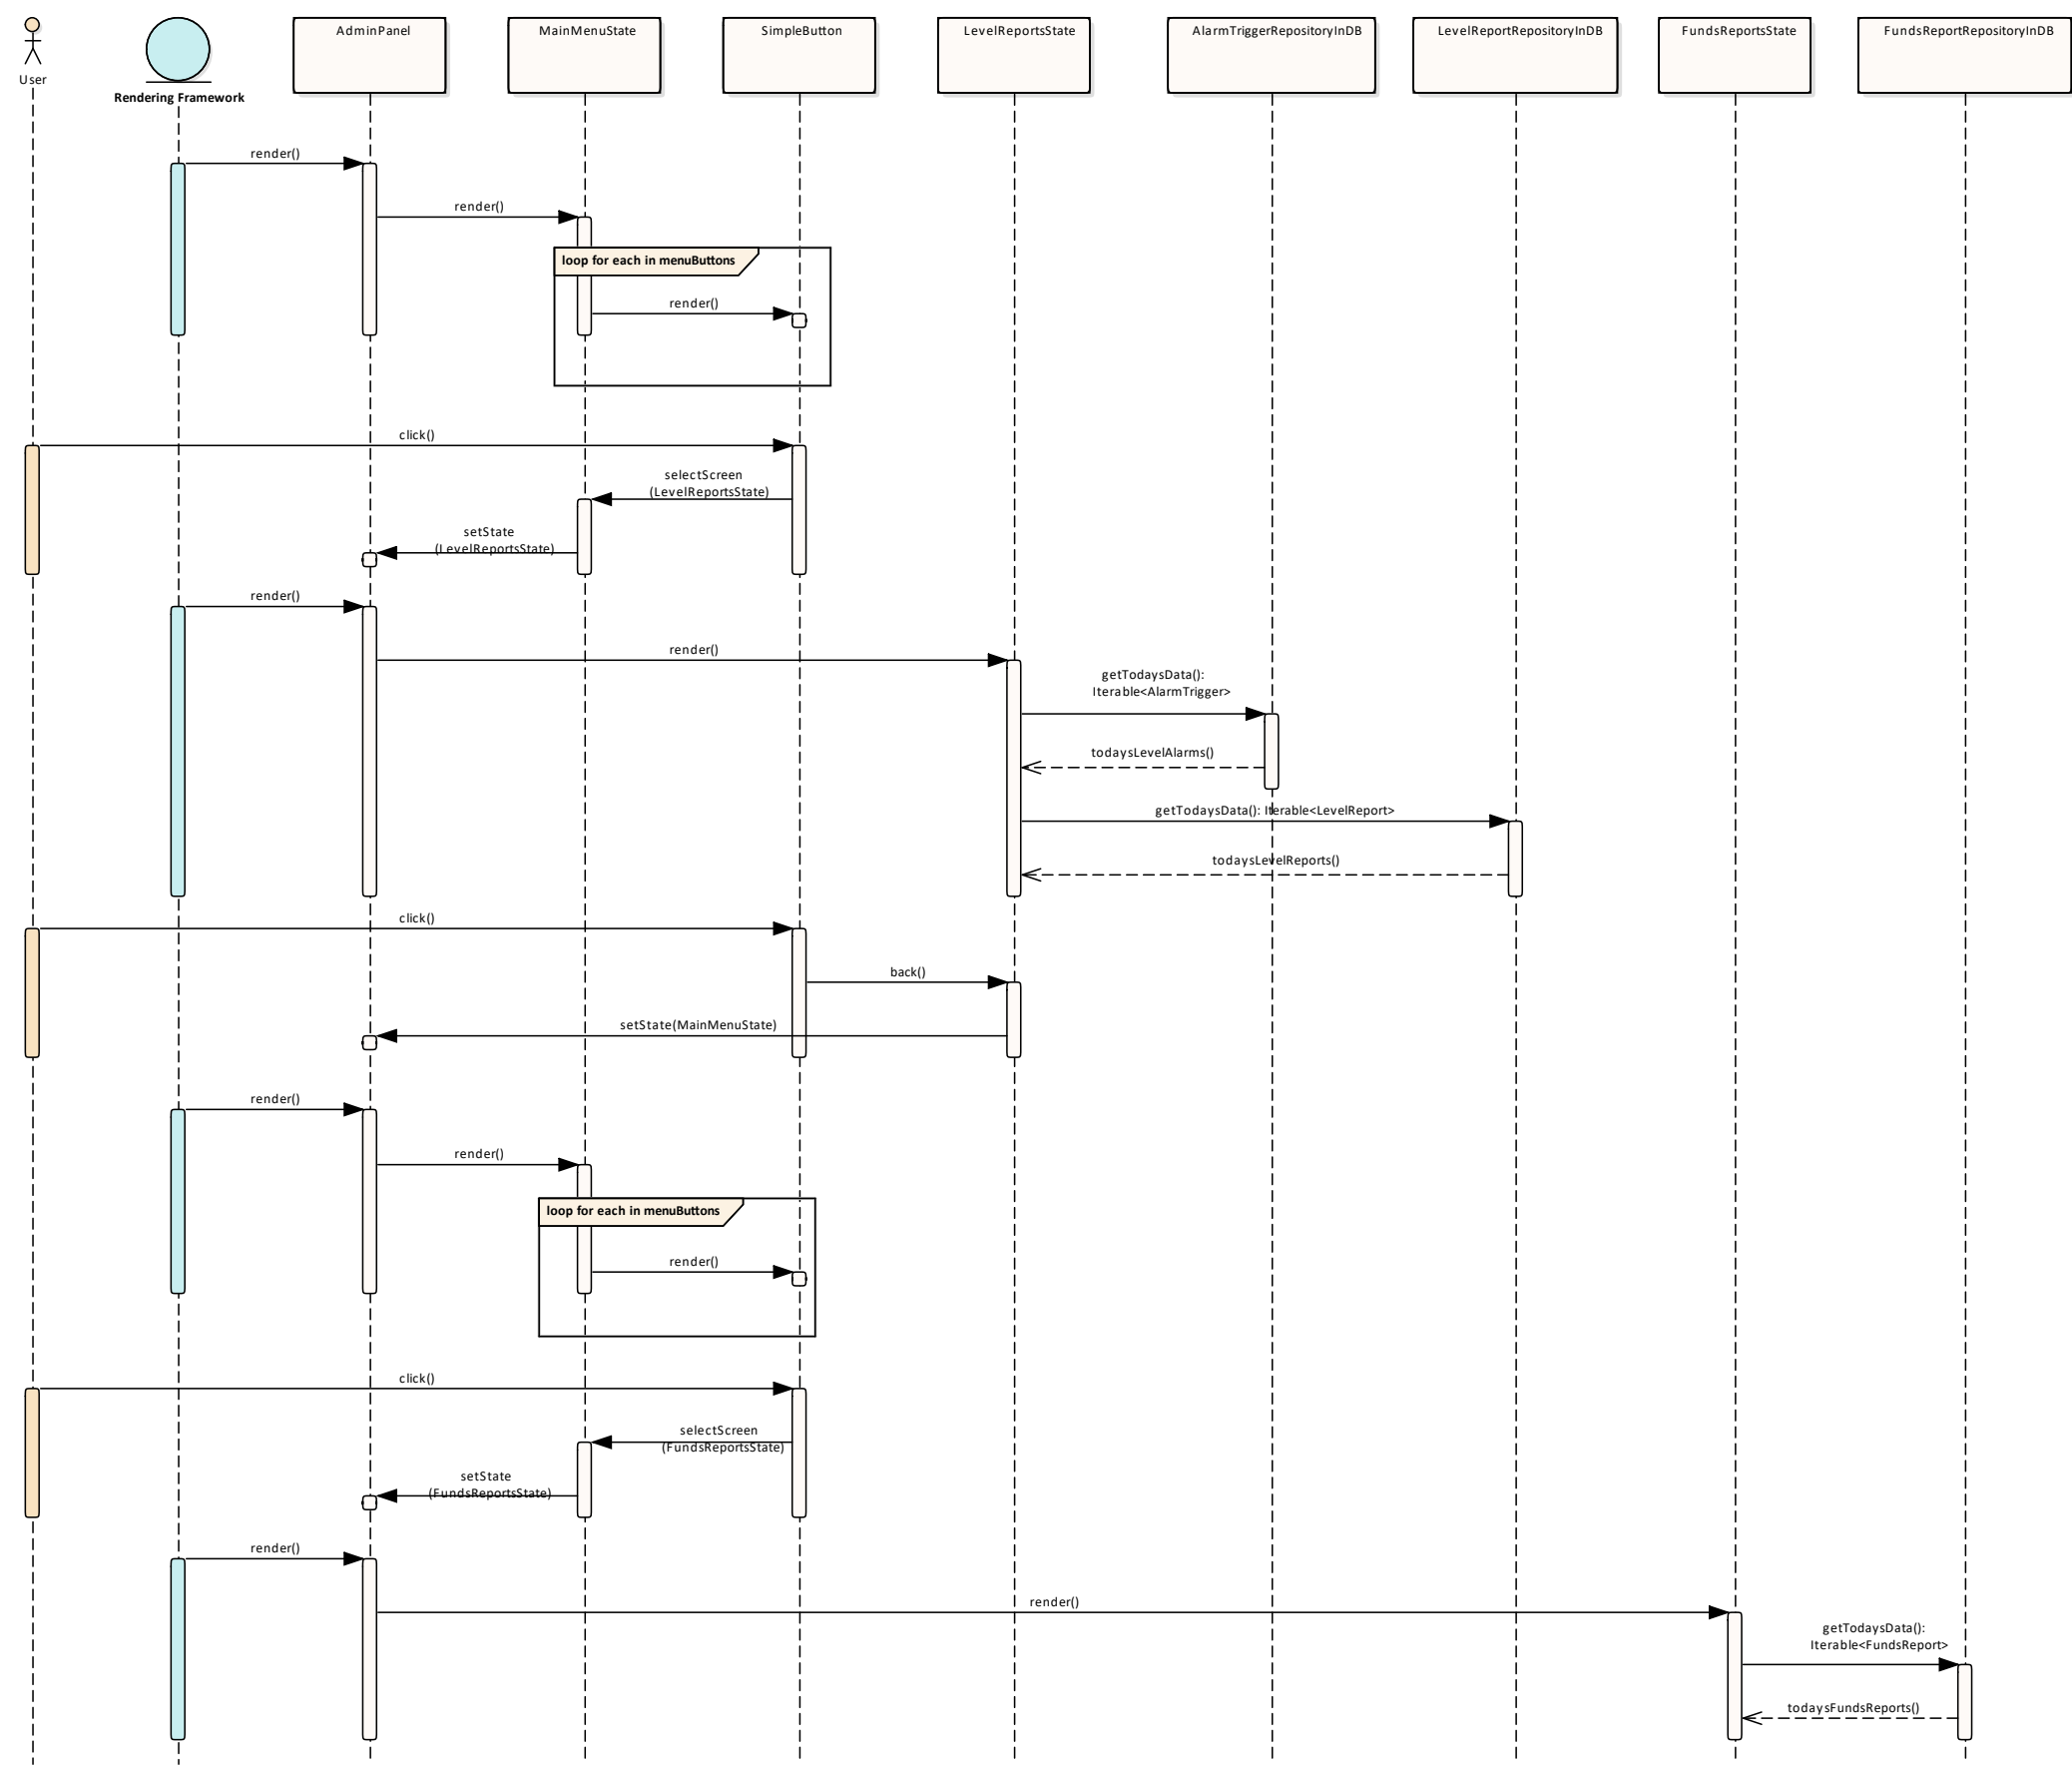 User
Rendering Framework
AdminPanel
MainMenuState
SimpleButton
LevelReportsState
AlarmTriggerRepositoryInDB
LevelReportRepositoryInDB
FundsReportsState
FundsReportRepositoryInDB
render()
render()
loop for each in menuButtons
render()
click()
selectScreen
(LevelReportsState)
setState
(LevelReportsState)
render()
render()
getTodaysData():
Iterable<AlarmTrigger>
todaysLevelAlarms()
getTodaysData(): Iterable<LevelReport>
todaysLevelReports()
click()
back()
setState(MainMenuState)
render()
render()
loop for each in menuButtons
render()
click()
selectScreen
(FundsReportsState)
setState
(FundsReportsState)
render()
render()
getTodaysData():
Iterable<FundsReport>
todaysFundsReports()